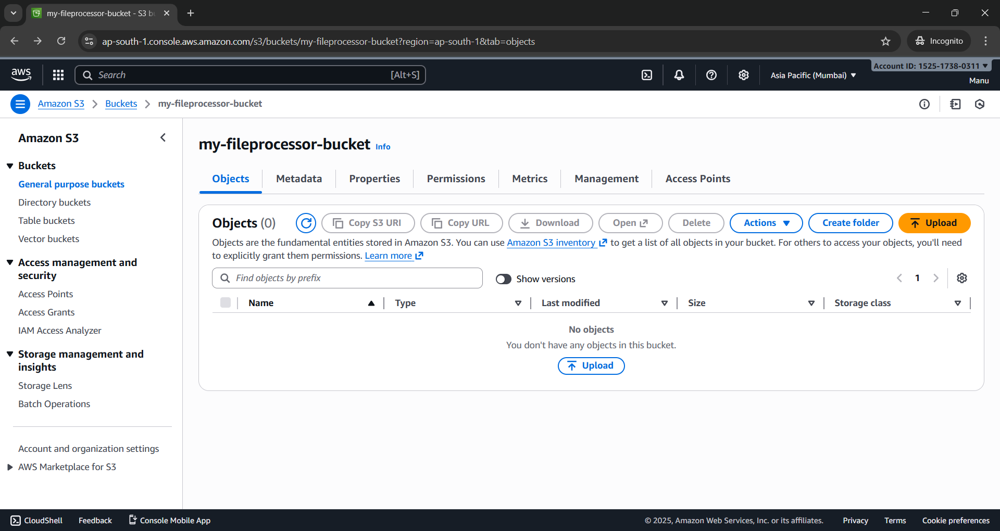 my-fileprocessor-bucket - S3 b
ap-south-1.console.aws.amazon.com/s3/buckets/my-fileprocessor-bucket?region=ap-south-1&tab=objects
Incognito
aws
Search
[Alt+S]
Asia Pacific (Mumbai)
Account ID: 1525-1738-0311
Manu
Amazon S3
Buckets
my-fileprocessor-bucket
Amazon S3
Buckets
General purpose buckets
Directory buckets
Table buckets
Vector buckets
Access management and
security
Access Points
Access Grants
IAM Access Analyzer
Storage management and
insights
Storage Lens
Batch Operations
Account and organization settings
AWS Marketplace for S3
my-fileprocessor-bucket Info
Objects
Metadata
Properties
Permissions
Metrics
Management
Access Points
Objects (0)
Copy S3 URI
Copy URL
Download
Open
Delete
Actions
Create folder
Upload
Objects are the fundamental entities stored in Amazon S3. You can use Amazon S3 inventory to get a list of all objects in your bucket. For others to access your objects, you'll need
to explicitly grant them permissions. Learn more
Find objects by prefix
Show versions
1
Name
Type
Last modified
Size
Storage class
No objects
You don't have any objects in this bucket.
Upload
CloudShell
Feedback
Console Mobile App
© 2025, Amazon Web Services, Inc. or its affiliates.
Privacy
Terms
Cookie preferences